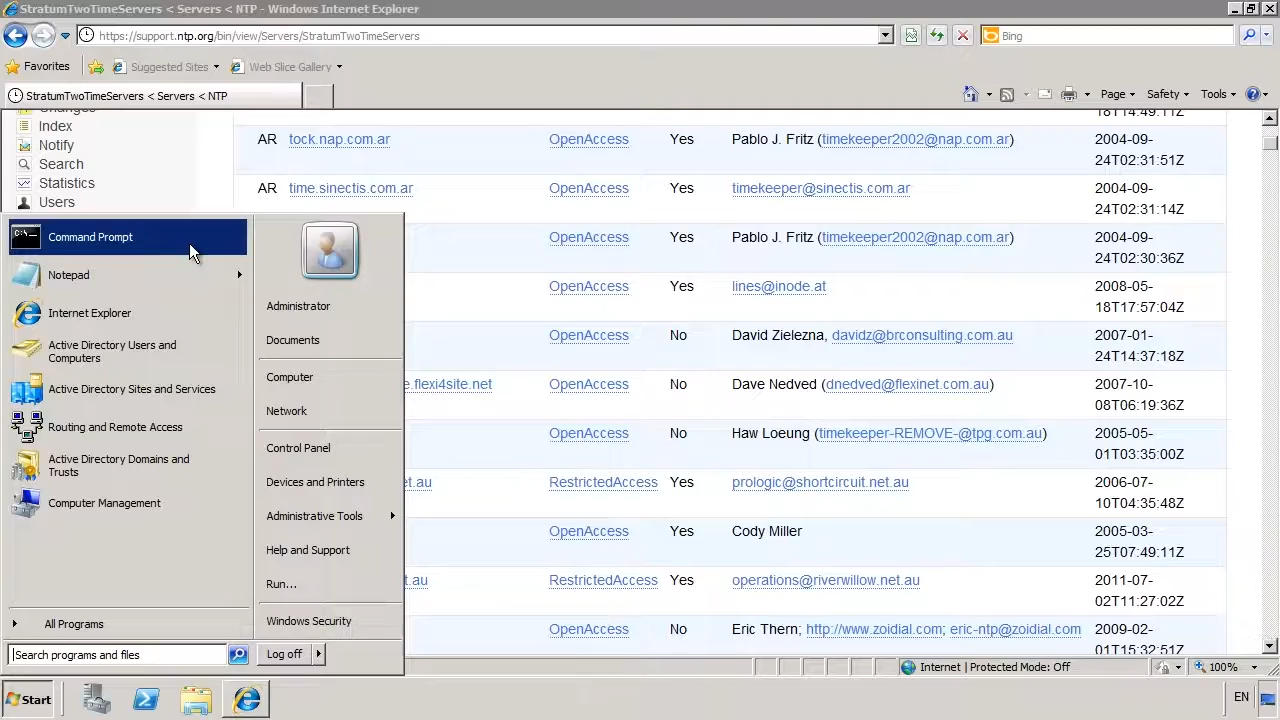 StratumTwoTimeServers < Servers < NTP - Windows Internet Explorer
https://support.ntp.org/bin/view/Servers/StratumTwoTimeServers
Bing
Favorites
Suggested Sites
Web Slice Gallery
StratumTwoTimeServers < Servers < NTP
Page
Safety
Tools
Changes
Index
Notify
Search
Statistics
Users
18T14:49:11Z
AR tock.nap.com.ar OpenAccess Yes Pablo J. Fritz (timekeeper2002@nap.com.ar) 2004-09-
24T02:31:51Z
AR time.sinectis.com.ar OpenAccess Yes timekeeper@sinectis.com.ar 2004-09-
24T02:31:14Z
OpenAccess Yes Pablo J. Fritz (timekeeper2002@nap.com.ar) 2004-09-
24T02:30:36Z
OpenAccess Yes lines@inode.at 2008-05-
18T17:57:04Z
OpenAccess No David Zielezna, davidz@brconsulting.com.au 2007-01-
24T14:37:18Z
e.flexi4site.net OpenAccess No Dave Nedved (dnedved@flexinet.com.au) 2007-10-
08T06:19:36Z
OpenAccess No Haw Loeung (timekeeper-REMOVE-@tpg.com.au) 2005-05-
01T03:35:00Z
et.au RestrictedAccess Yes prologic@shortcircuit.net.au 2006-07-
10T04:35:48Z
OpenAccess Yes Cody Miller 2005-03-
25T07:49:11Z
t.au RestrictedAccess Yes operations@riverwillow.net.au 2011-07-
02T11:27:02Z
OpenAccess No Eric Thern; http://www.zoidial.com; eric-ntp@zoidial.com 2009-02-
01T15:32:51Z
Command Prompt
Notepad
Internet Explorer
Active Directory Users and
Computers
Active Directory Sites and Services
Routing and Remote Access
Active Directory Domains and
Trusts
Computer Management
All Programs
Search programs and files
Administrator
Documents
Computer
Network
Control Panel
Devices and Printers
Administrative Tools
Help and Support
Run...
Windows Security
Log off
Internet | Protected Mode: Off
100%
Start
EN